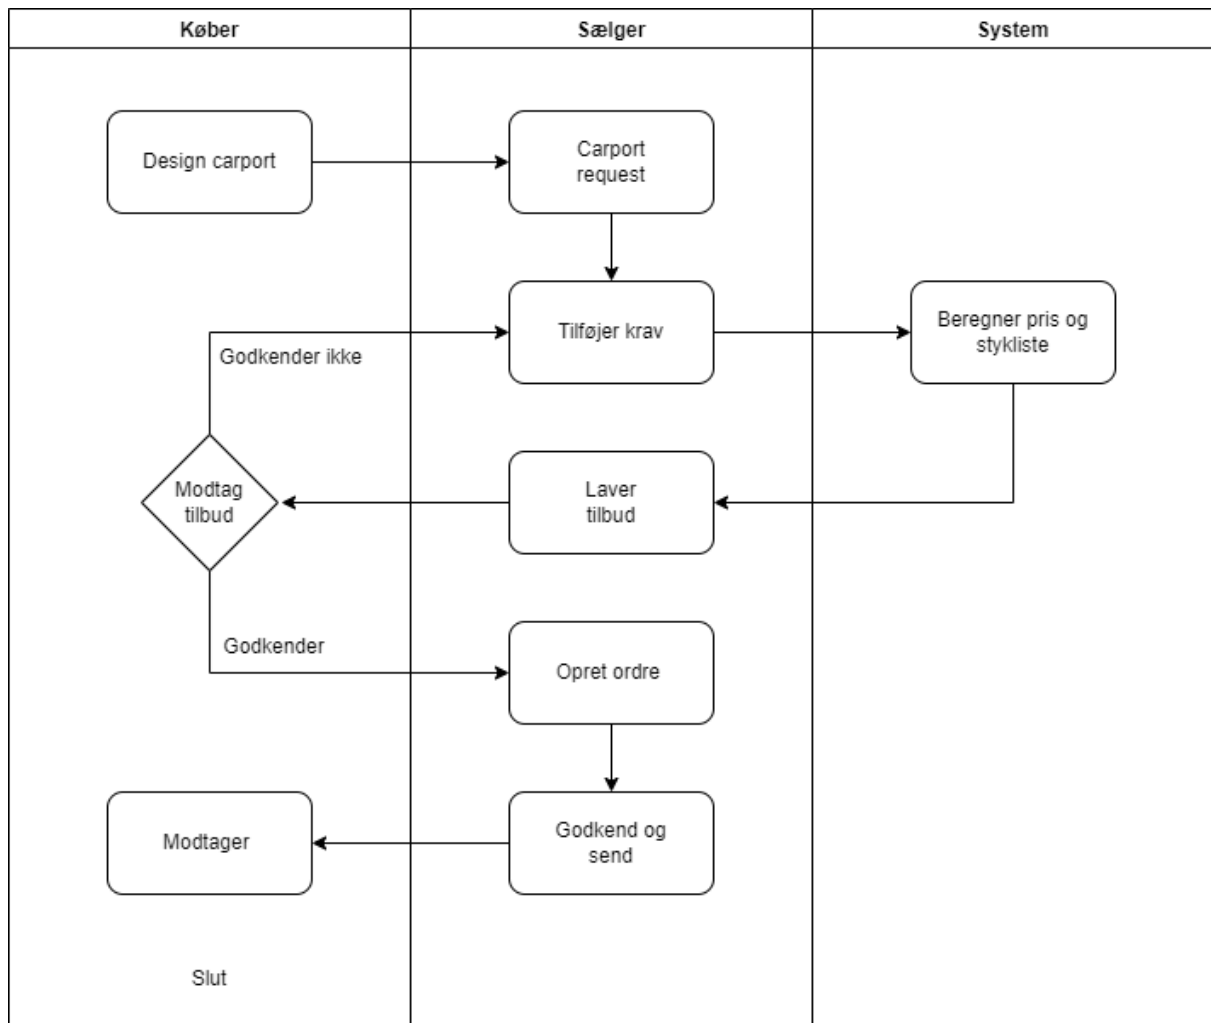 Køber
Sælger
System
Design carport
Carport
request
Tilføjer krav
Beregner pris og
stykliste
Godkender ikke
Modtag
tilbud
Laver
tilbud
Godkender
Opret ordre
Modtager
Godkend og
send
Slut